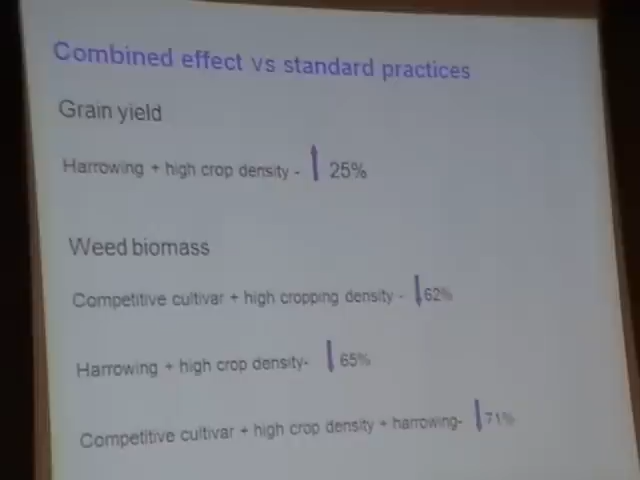 Combined effect vs standard practices
Grain yield
Harrowing + high crop density - ↑ 25%
Weed biomass
Competitive cultivar + high cropping density - ↓ 62%
Harrowing + high crop density- ↓ 65%
Competitive cultivar + high crop density + harrowing- ↓ 71%